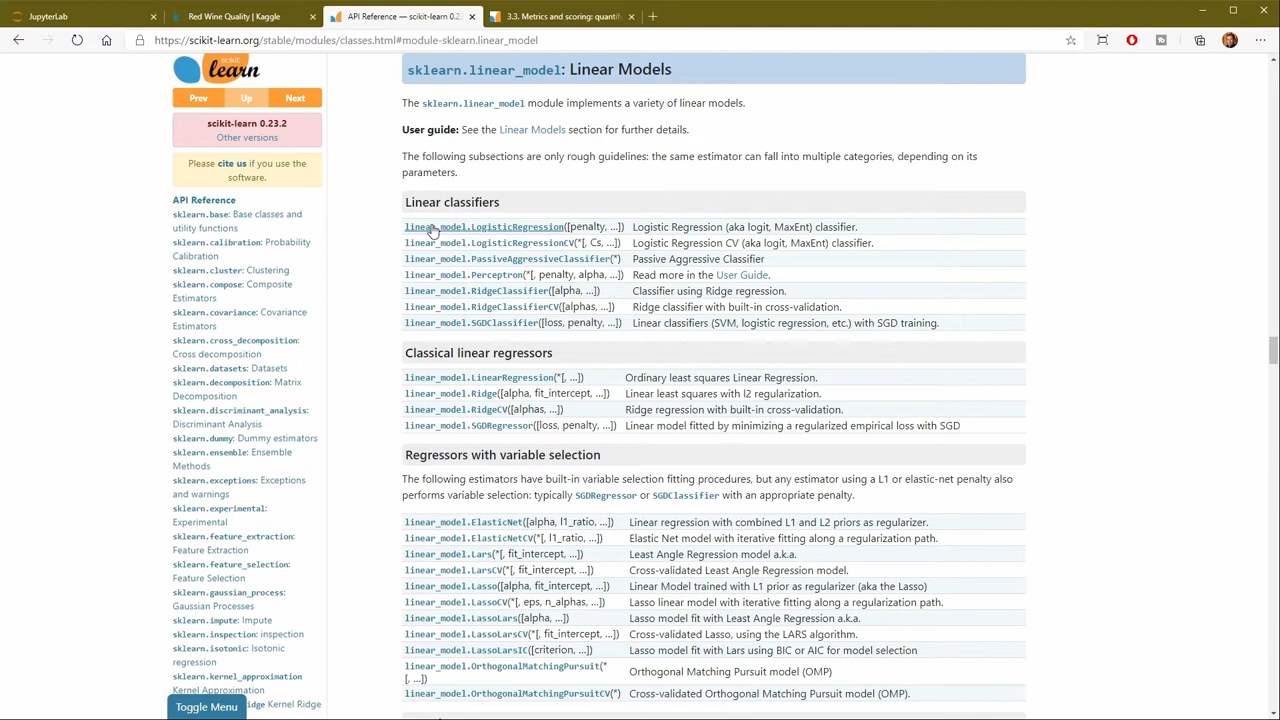 JupyterLab
Red Wine Quality | Kaggle
API Reference — scikit-learn 0.23
3.3. Metrics and scoring: quantif
https://scikit-learn.org/stable/modules/classes.html#module-sklearn.linear_model
scikit
learn
Prev Up Next
scikit-learn 0.23.2
Other versions
Please cite us if you use the
software.
API Reference
sklearn.base: Base classes and
utility functions
sklearn.calibration: Probability
Calibration
sklearn.cluster: Clustering
sklearn.compose: Composite
Estimators
sklearn.covariance: Covariance
Estimators
sklearn.cross_decomposition:
Cross decomposition
sklearn.datasets: Datasets
sklearn.decomposition: Matrix
Decomposition
sklearn.discriminant_analysis:
Discriminant Analysis
sklearn.dummy: Dummy estimators
sklearn.ensemble: Ensemble
Methods
sklearn.exceptions: Exceptions
and warnings
sklearn.experimental:
Experimental
sklearn.feature_extraction:
Feature Extraction
sklearn.feature_selection:
Feature Selection
sklearn.gaussian_process:
Gaussian Processes
sklearn.impute: Impute
sklearn.inspection: inspection
sklearn.isotonic: Isotonic
regression
sklearn.kernel_approximation
Kernel Approximation
idge Kernel Ridge
Toggle Menu
sklearn.linear_model: Linear Models
The sklearn.linear_model module implements a variety of linear models.
User guide: See the Linear Models section for further details.
The following subsections are only rough guidelines: the same estimator can fall into multiple categories, depending on its
parameters.
Linear classifiers
linear_model.LogisticRegression([penalty, ...]) Logistic Regression (aka logit, MaxEnt) classifier.
linear_model.LogisticRegressionCV(*[, Cs, ...]) Logistic Regression CV (aka logit, MaxEnt) classifier.
linear_model.PassiveAggressiveClassifier(*) Passive Aggressive Classifier
linear_model.Perceptron(*[, penalty, alpha, ...]) Read more in the User Guide.
linear_model.RidgeClassifier([alpha, ...]) Classifier using Ridge regression.
linear_model.RidgeClassifierCV([alphas, ...]) Ridge classifier with built-in cross-validation.
linear_model.SGDClassifier([loss, penalty, ...]) Linear classifiers (SVM, logistic regression, etc.) with SGD training.
Classical linear regressors
linear_model.LinearRegression(*[, ...]) Ordinary least squares Linear Regression.
linear_model.Ridge([alpha, fit_intercept, ...]) Linear least squares with l2 regularization.
linear_model.RidgeCV([alphas, ...]) Ridge regression with built-in cross-validation.
linear_model.SGDRegressor([loss, penalty, ...]) Linear model fitted by minimizing a regularized empirical loss with SGD
Regressors with variable selection
The following estimators have built-in variable selection fitting procedures, but any estimator using a L1 or elastic-net penalty also
performs variable selection: typically SGDRegressor or SGDClassifier with an appropriate penalty.
linear_model.ElasticNet([alpha, l1_ratio, ...]) Linear regression with combined L1 and L2 priors as regularizer.
linear_model.ElasticNetCV(*[, l1_ratio, ...]) Elastic Net model with iterative fitting along a regularization path.
linear_model.Lars(*[, fit_intercept, ...]) Least Angle Regression model a.k.a.
linear_model.LarsCV(*[, fit_intercept, ...]) Cross-validated Least Angle Regression model.
linear_model.Lasso([alpha, fit_intercept, ...]) Linear Model trained with L1 prior as regularizer (aka the Lasso)
linear_model.LassoCV(*[, eps, n_alphas, ...]) Lasso linear model with iterative fitting along a regularization path.
linear_model.LassoLars([alpha, ...]) Lasso model fit with Least Angle Regression a.k.a.
linear_model.LassoLarsCV(*[, fit_intercept, ...]) Cross-validated Lasso, using the LARS algorithm.
linear_model.LassoLarsIC([criterion, ...]) Lasso model fit with Lars using BIC or AIC for model selection
linear_model.OrthogonalMatchingPursuit(*
[, ...]) Orthogonal Matching Pursuit model (OMP)
linear_model.OrthogonalMatchingPursuitCV(*) Cross-validated Orthogonal Matching Pursuit model (OMP).